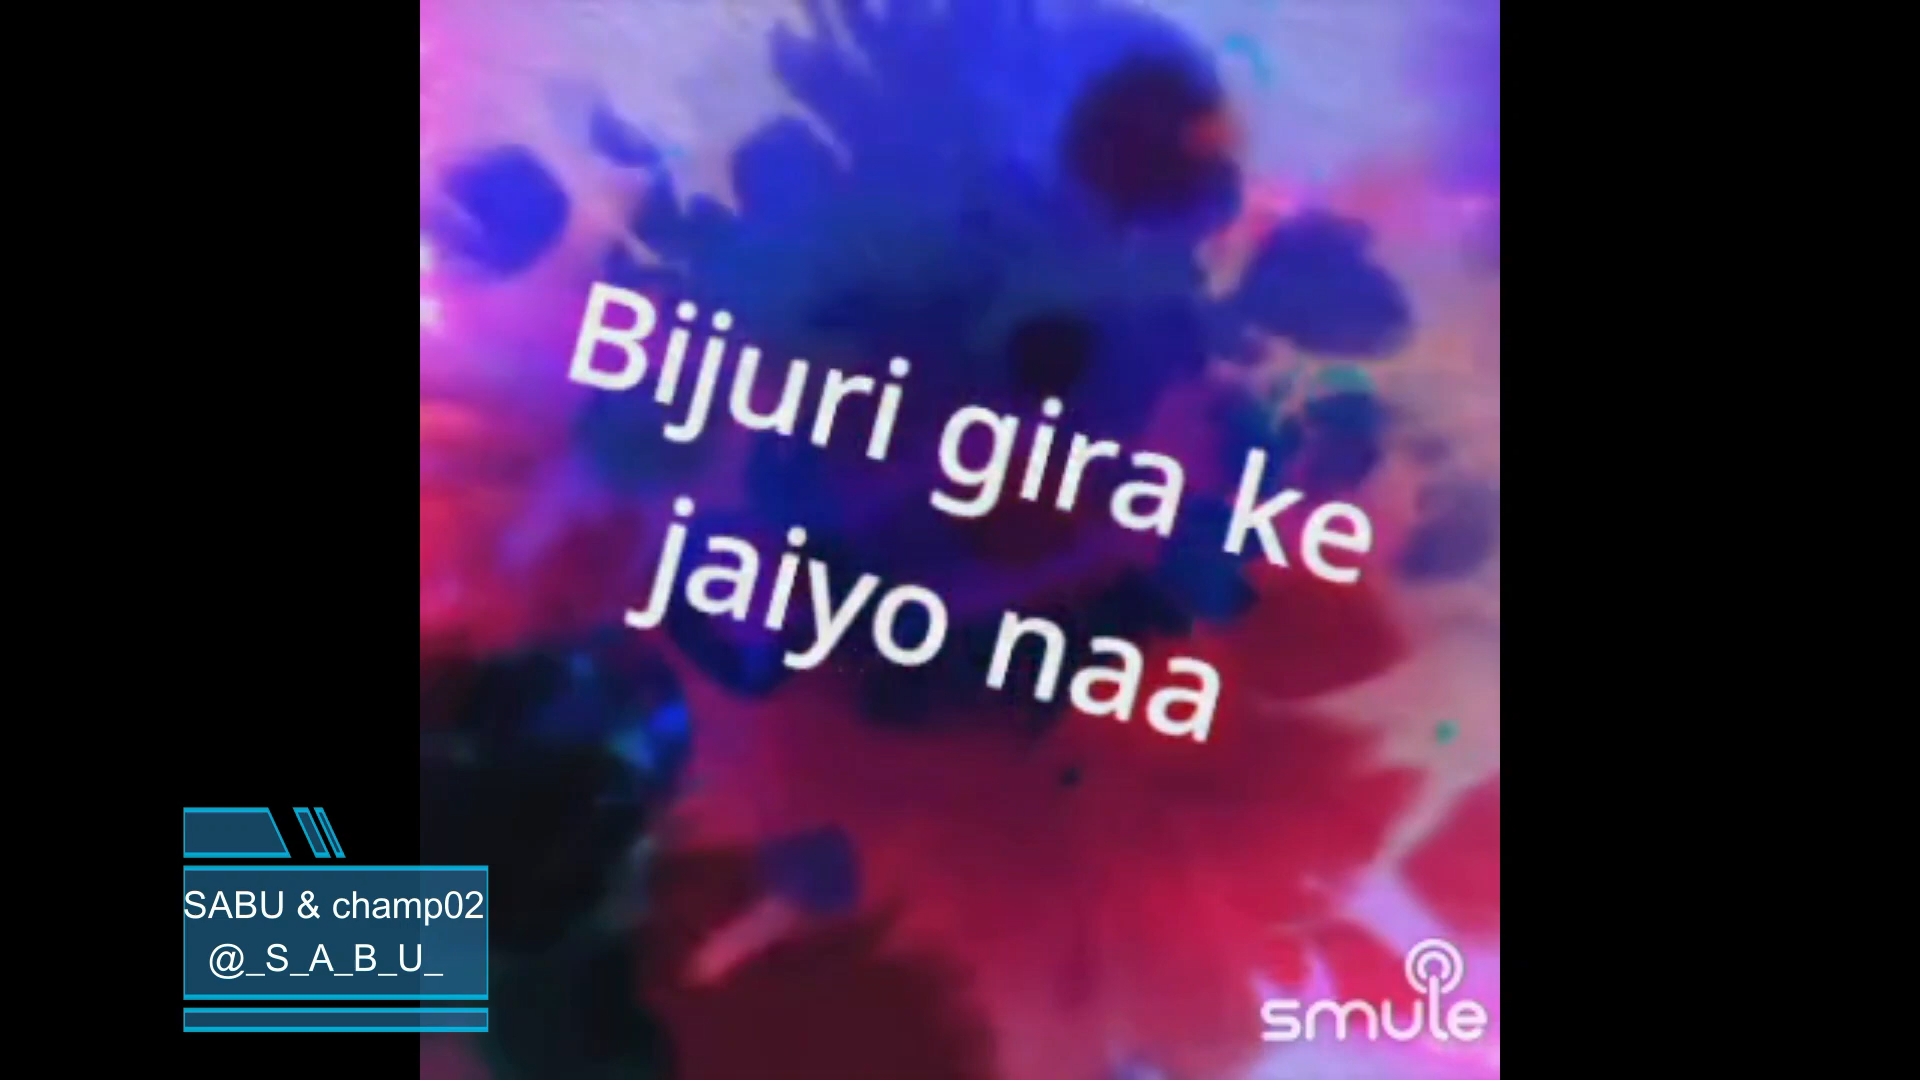 Bijuri gira ke
jaiyo naa
SABU & champ02
@_S_A_B_U_
smule